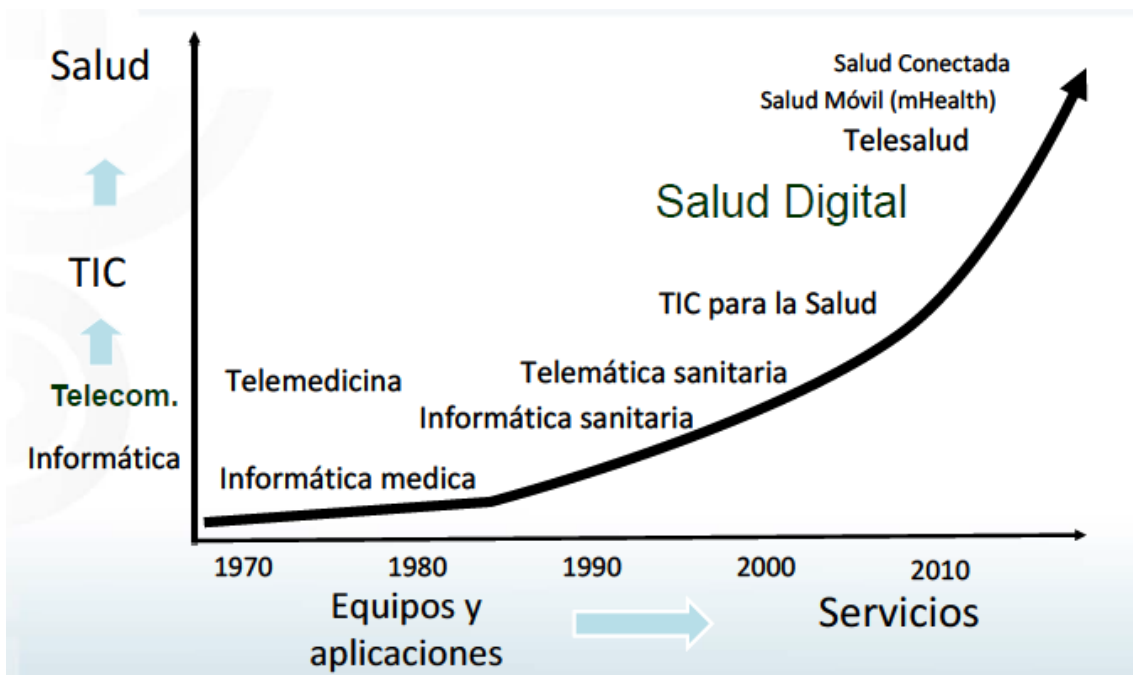 Salud
TIC
Telecom.
Informática
Salud Conectada
Salud Móvil (mHealth)
Telesalud
Salud Digital
TIC para la Salud
Telemática sanitaria
Telemedicina
Informática sanitaria
Informática medica
1970
1980
1990
2000
2010
Equipos y
aplicaciones
Servicios